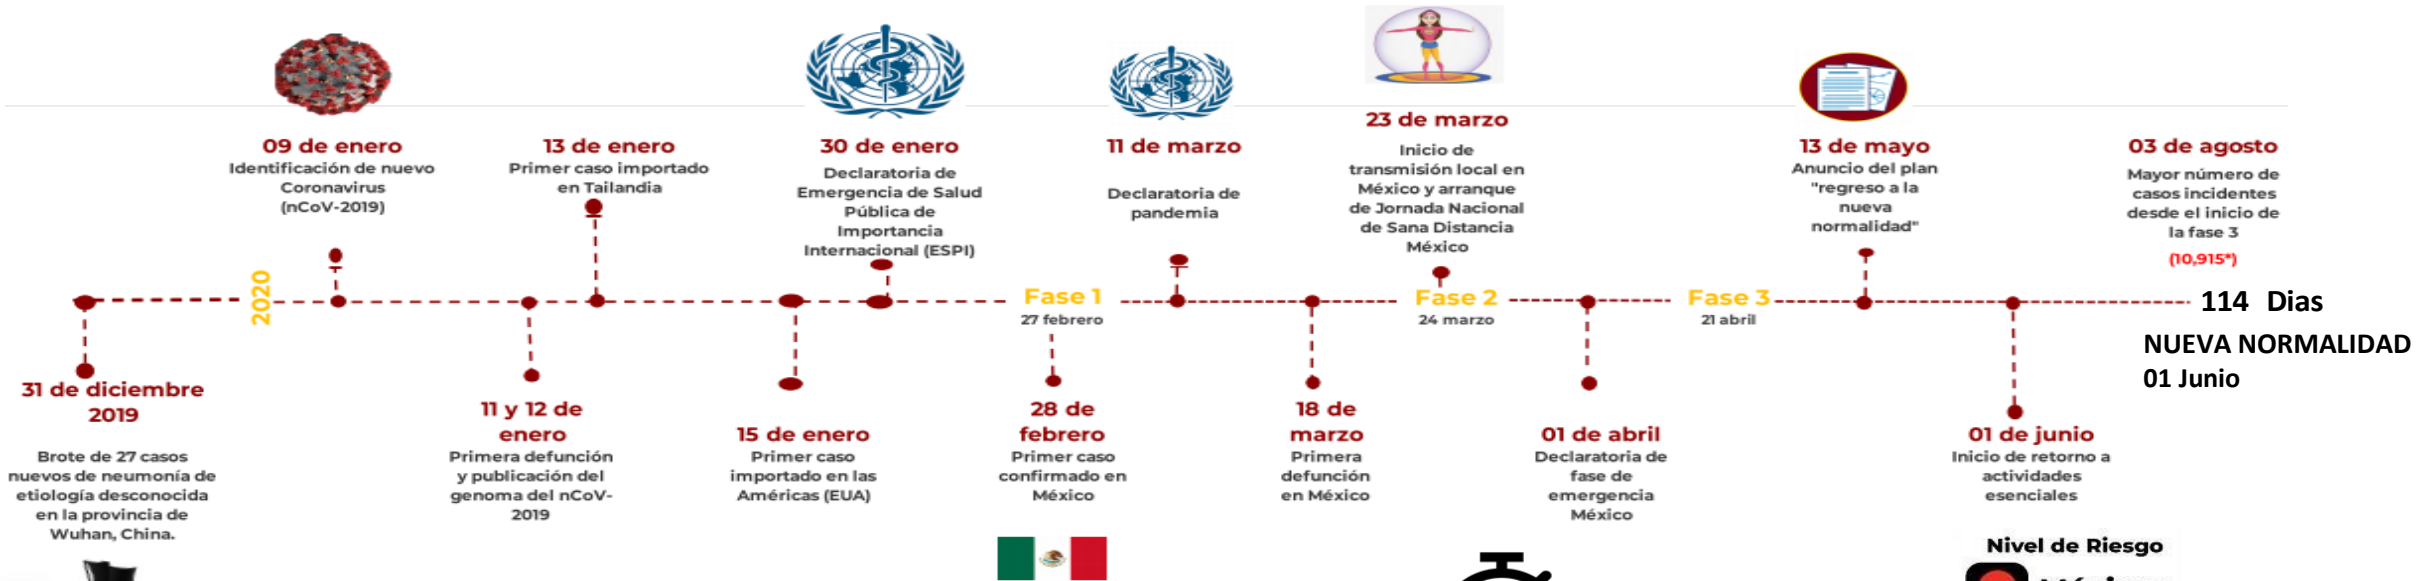 09 de enero
Identificación de nuevo
Coronavirus
(nCoV-2019)
13 de enero
Primer caso importado
en Tailandia
30 de enero
Declaratoria de
Emergencia de Salud
Pública de
Importancia
Internacional (ESPI)
11 de marzo
Declaratoria de
pandemia
23 de marzo
Inicio de
transmisión local en
México y arranque
de Jornada Nacional
de Sana Distancia
México
13 de mayo
Anuncio del plan
"regreso a la
nueva
normalidad"
03 de agosto
Mayor número de
casos incidentes
desde el inicio de
la fase 3
(10,915*)
2020
Fase 1
27 febrero
Fase 2
24 marzo
Fase 3
21 abril
114 Dias
NUEVA NORMALIDAD
01 Junio
31 de diciembre
2019
Brote de 27 casos
nuevos de neumonía de
etiología desconocida
en la provincia de
Wuhan, China.
11 y 12 de
enero
Primera defunción
y publicación del
genoma del nCoV-
2019
15 de enero
Primer caso
importado en las
Américas (EUA)
28 de
febrero
Primer caso
confirmado en
México
18 de
marzo
Primera
defunción
en México
01 de abril
Declaratoria de
fase de
emergencia
México
01 de junio
Inicio de retorno a
actividades
esenciales
Nivel de Riesgo